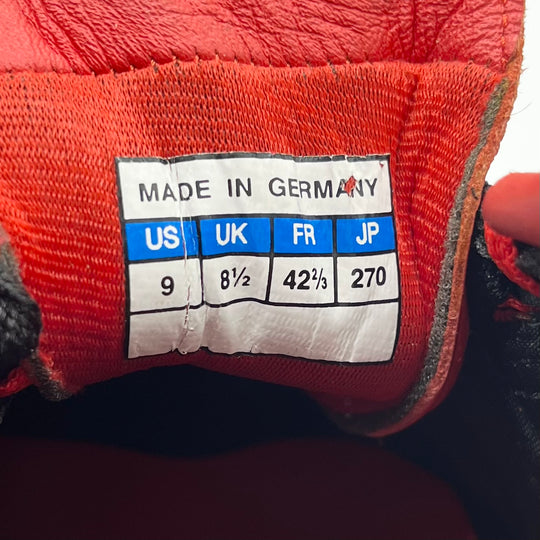 MADE IN GERMANY
US UK FR JP
9 8½ 42⅔ 270